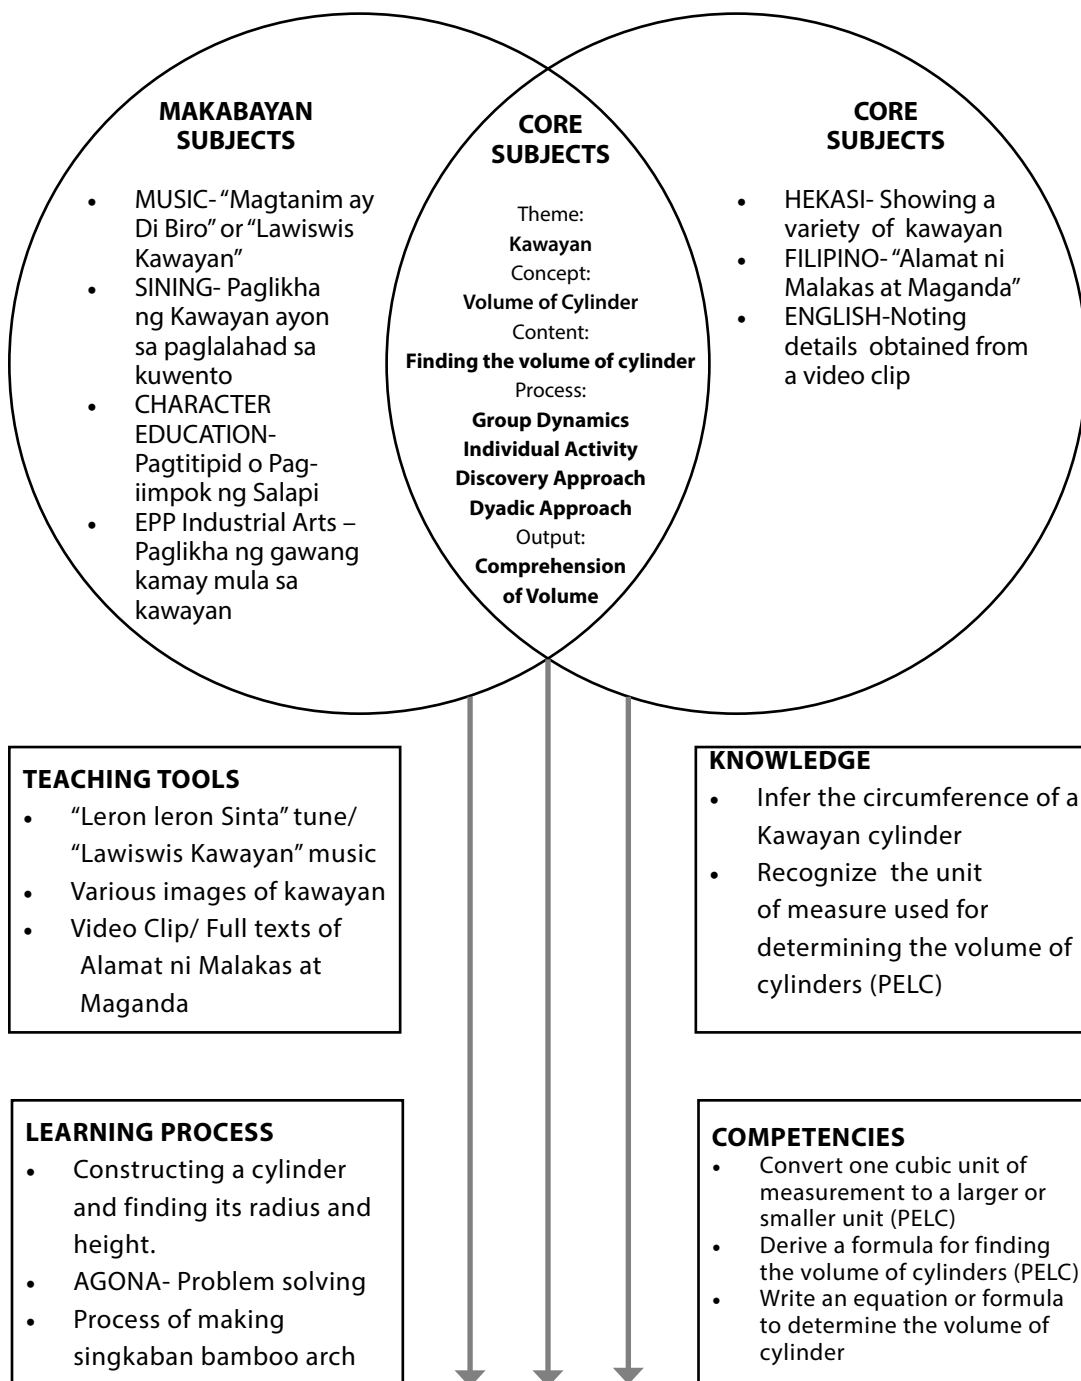 MAKABAYAN
SUBJECTS
• MUSIC- “Magtanim ay
Di Biro” or “Lawiswis
Kawayan”
• SINING- Paglikha
ng Kawayan ayon
sa paglalahad sa
kuwento
• CHARACTER
EDUCATION-
Pagtitipid o Pag-
iimpok ng Salapi
• EPP Industrial Arts –
Paglikha ng gawang
kamay mula sa
kawayan
CORE
SUBJECTS
Theme:
Kawayan
Concept:
Volume of Cylinder
Content:
Finding the volume of cylinder
Process:
Group Dynamics
Individual Activity
Discovery Approach
Dyadic Approach
Output:
Comprehension
of Volume
CORE
SUBJECTS
• HEKASI- Showing a
variety of kawayan
• FILIPINO- “Alamat ni
Malakas at Maganda”
• ENGLISH-Noting
details obtained from
a video clip
TEACHING TOOLS
• “Leron leron Sinta” tune/
“Lawiswis Kawayan” music
• Various images of kawayan
• Video Clip/ Full texts of
Alamat ni Malakas at
Maganda
KNOWLEDGE
• Infer the circumference of a
Kawayan cylinder
• Recognize the unit
of measure used for
determining the volume of
cylinders (PELC)
LEARNING PROCESS
• Constructing a cylinder
and finding its radius and
height.
• AGONA- Problem solving
• Process of making
singkaban bamboo arch
COMPETENCIES
• Convert one cubic unit of
measurement to a larger or
smaller unit (PELC)
• Derive a formula for finding
the volume of cylinders (PELC)
• Write an equation or formula
to determine the volume of
cylinder